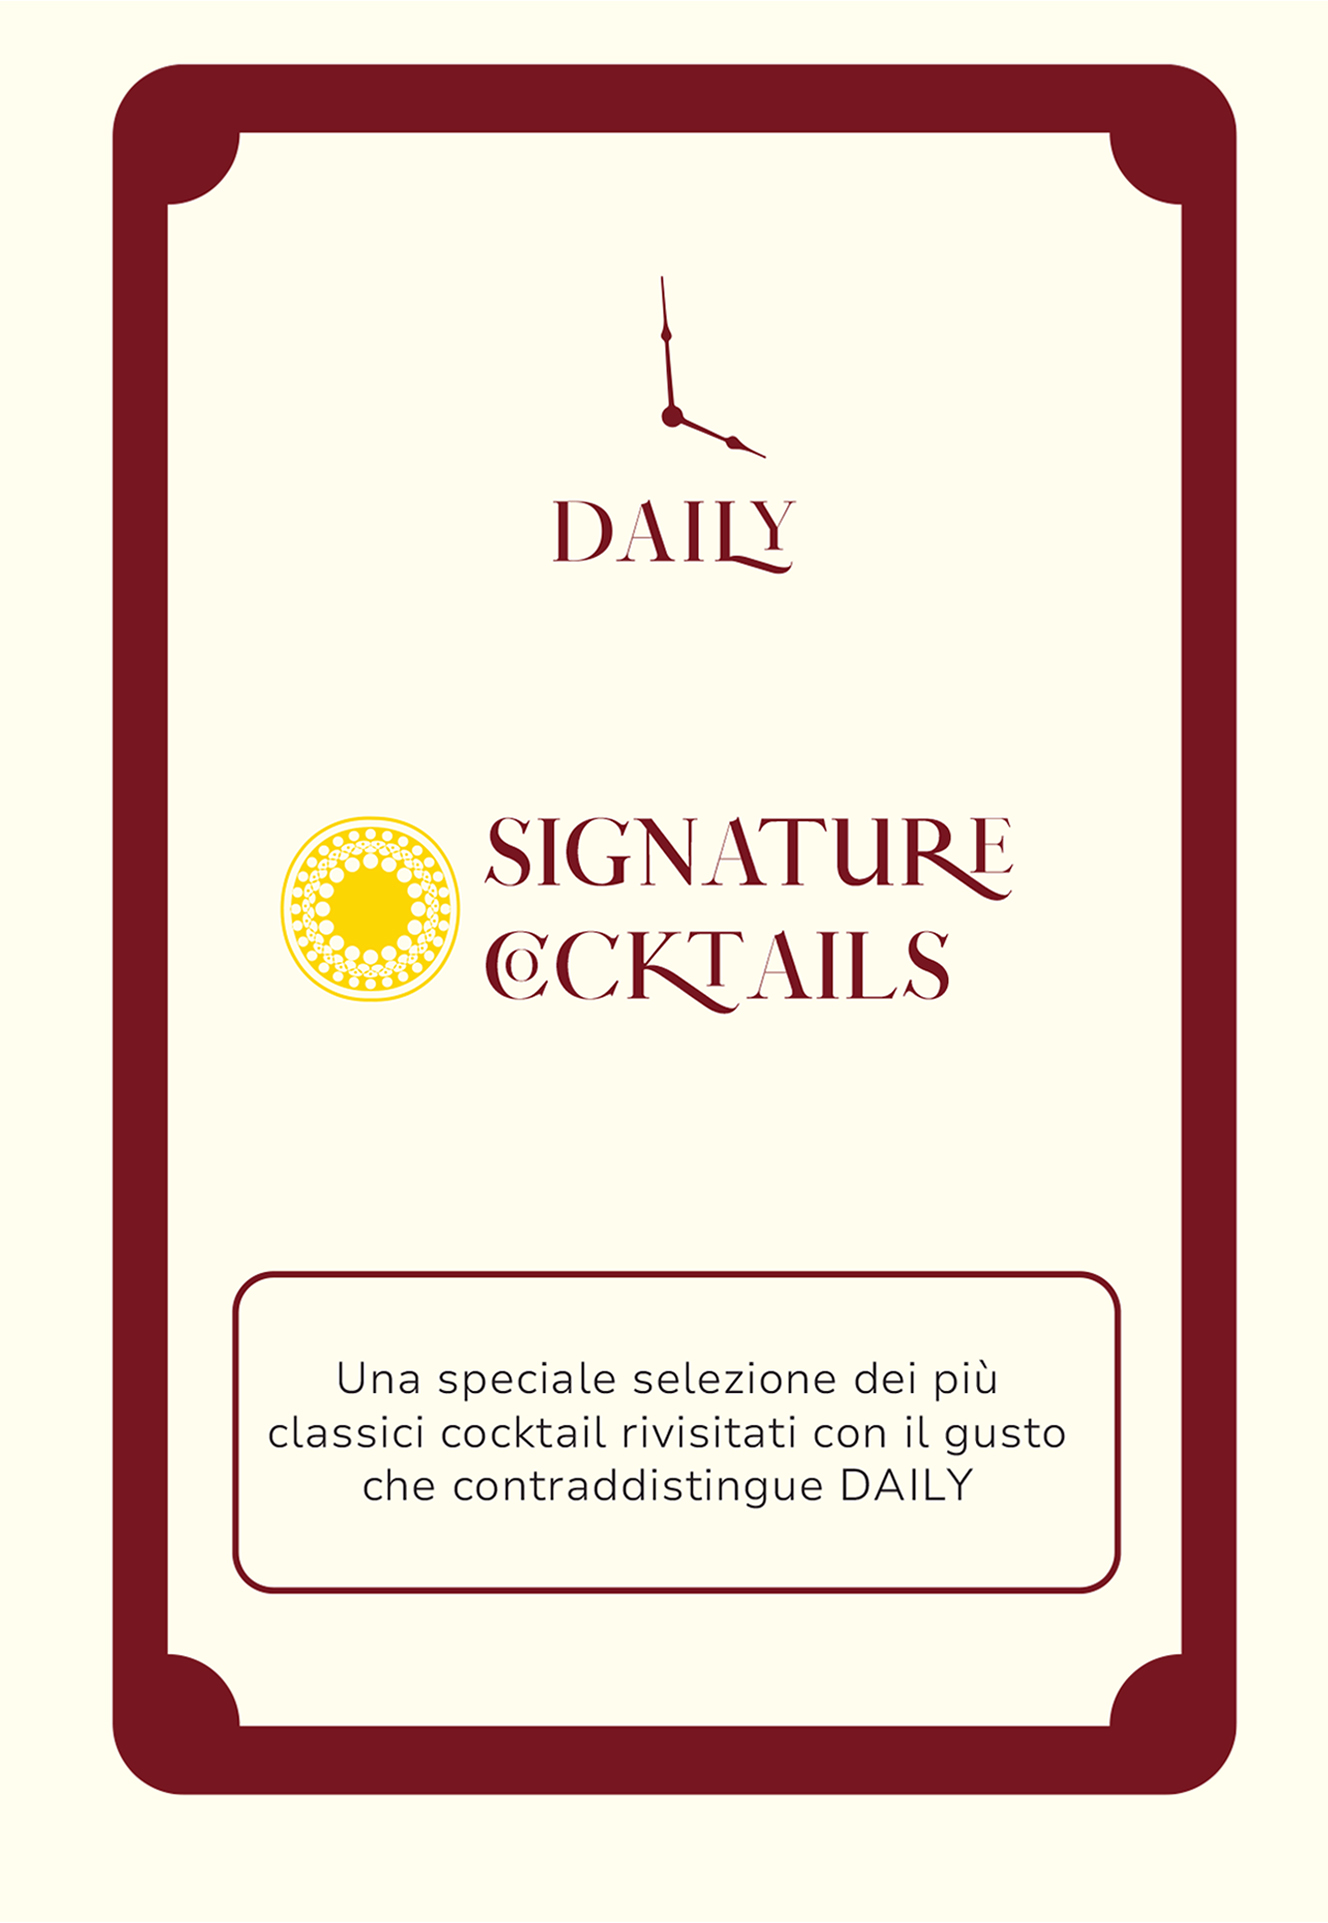 DAILY
SIGNATURE
COCKTAILS
Una speciale selezione dei più
classici cocktail rivisitati con il gusto
che contraddistingue DAILY